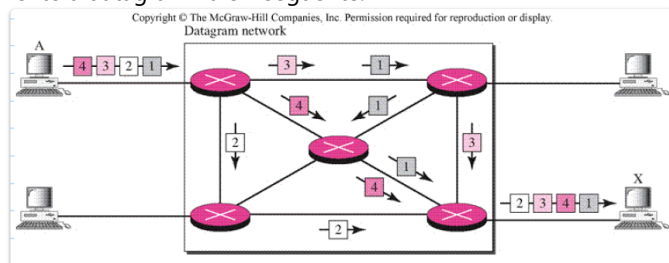 Copyright © The McGraw-Hill Companies, Inc. Permission required for reproduction or display.
Datagram network
A
4 3 2 1
3 1
4 1
2 3
1
4
X
2 3 4 1
2